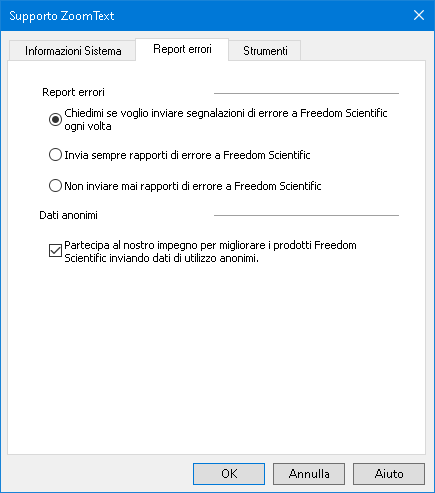 Supporto ZoomText
Informazioni Sistema
Report errori
Strumenti
Report errori
Chiedimi se voglio inviare segnalazioni di errore a Freedom Scientific
ogni volta
Invia sempre rapporti di errore a Freedom Scientific
Non inviare mai rapporti di errore a Freedom Scientific
Dati anonimi
Partecipa al nostro impegno per migliorare i prodotti Freedom
Scientific inviando dati di utilizzo anonimi.
OK
Annulla
Aiuto